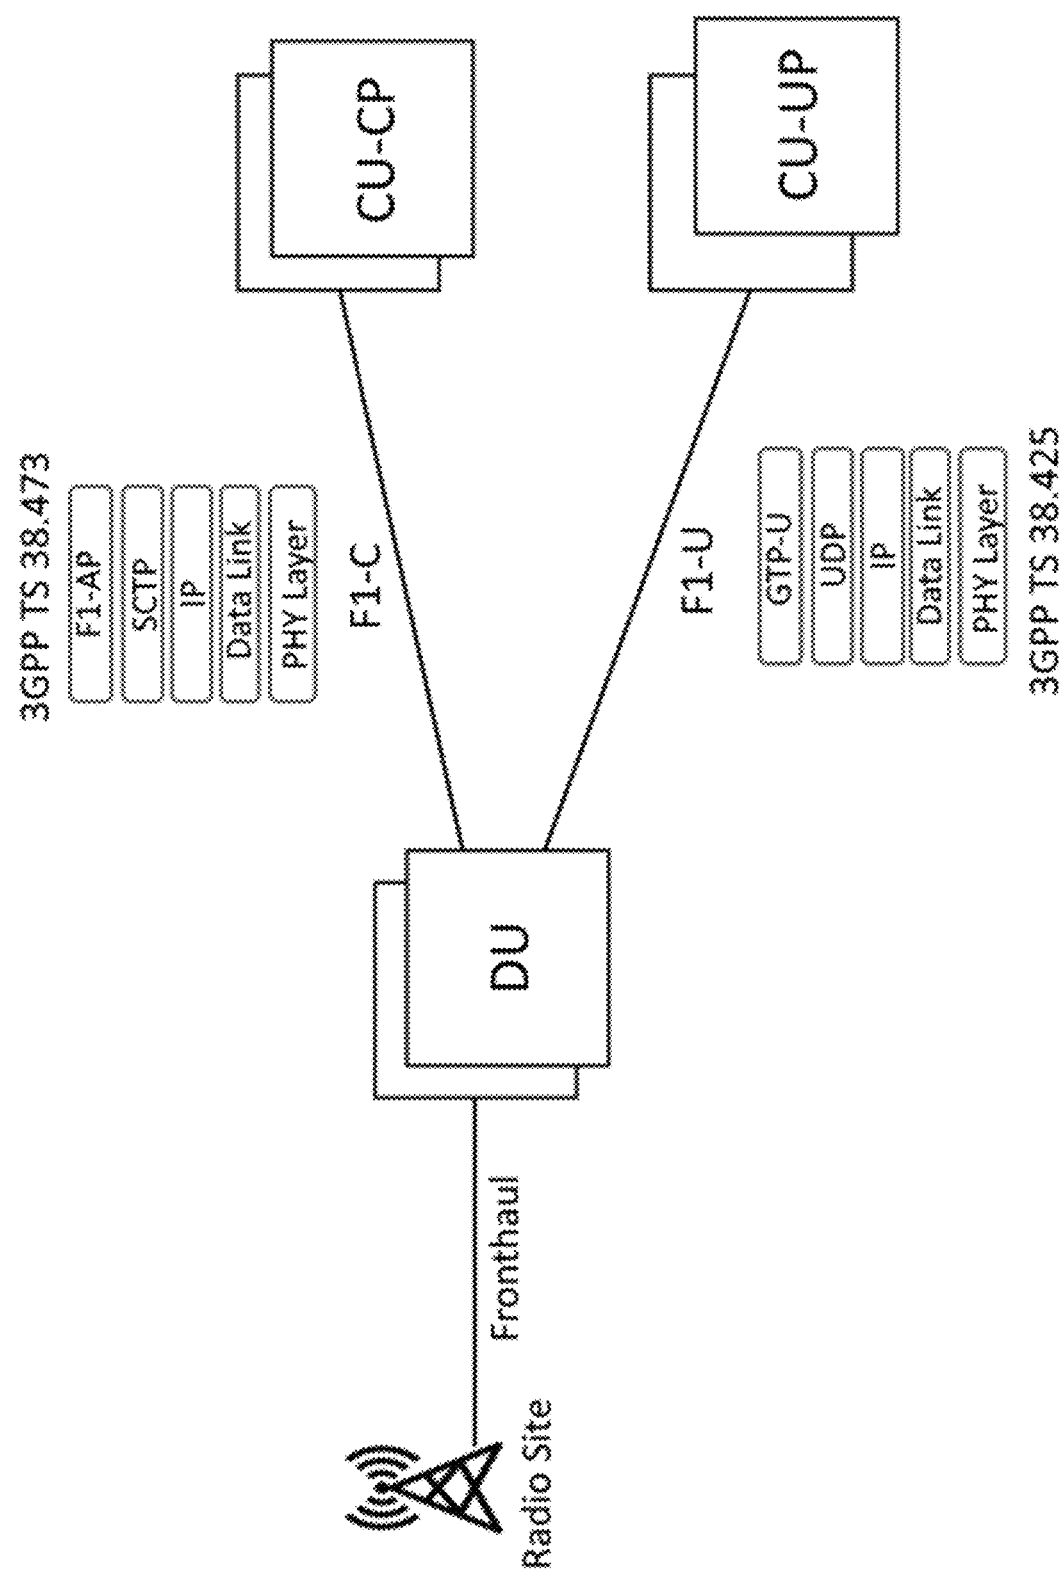 3GPP TS 38.473
F1-AP
SCTP
IP
Data Link
PHY Layer
F1-C
CU-CP
Radio Site
Fronthaul
DU
F1-U
GTP-U
UDP
IP
Data Link
PHY Layer
3GPP TS 38.425
CU-UP